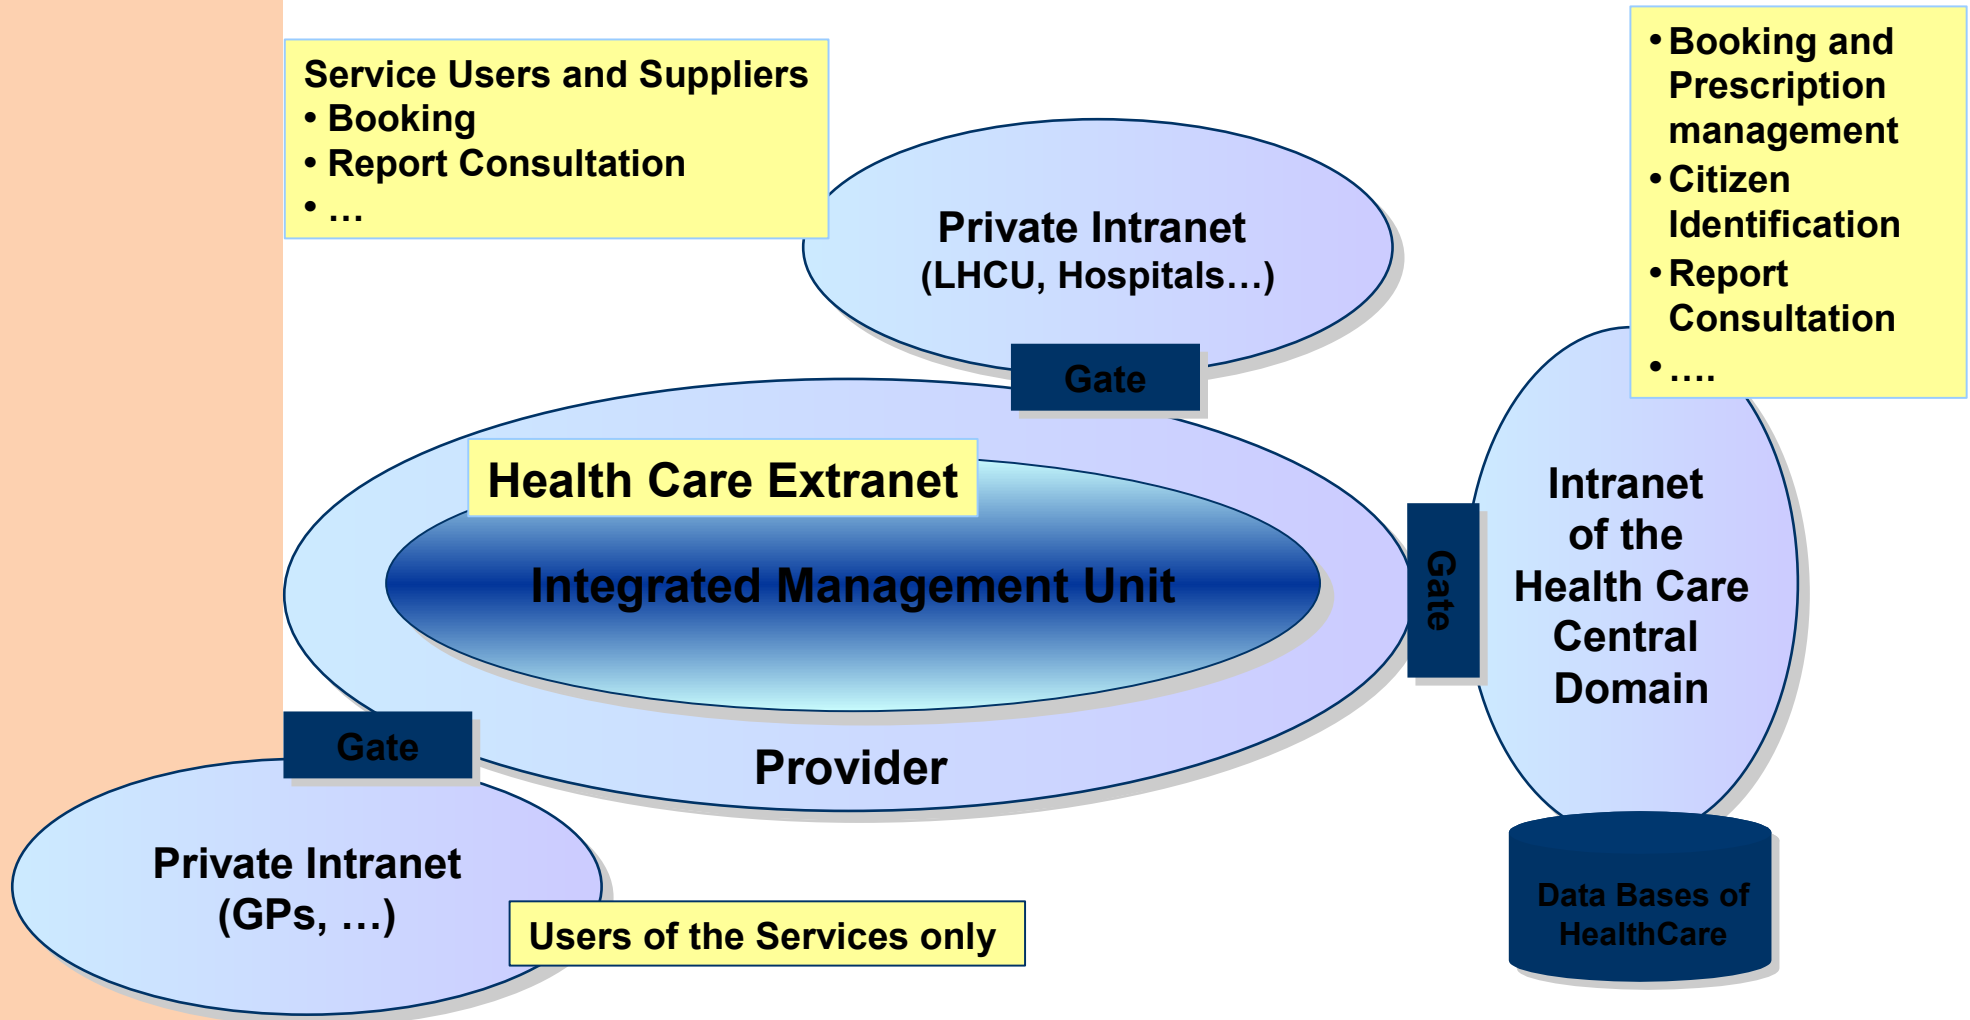 Service Users and Suppliers
• Booking
• Report Consultation
• …
• Booking and
Prescription
management
• Citizen
Identification
• Report
Consultation
• ….
Private Intranet
(LHCU, Hospitals…)
Gate
Health Care Extranet
Integrated Management Unit
Provider
Gate
Intranet
of the
Health Care
Central
Domain
Gate
Private Intranet
(GPs, …)
Users of the Services only
Data Bases of
HealthCare